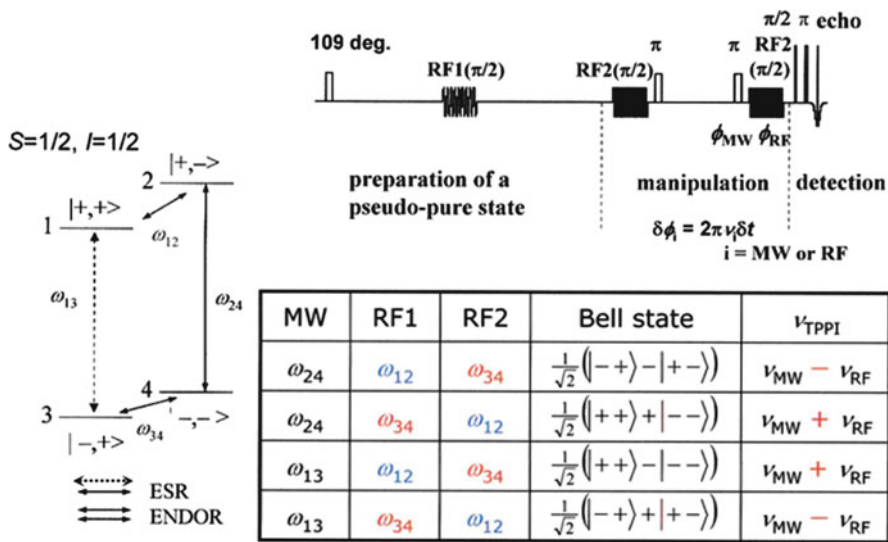 π/2 π echo
109 deg. π π RF2
RF1(π/2) RF2(π/2) (π/2)
ϕMW ϕRF
preparation of a manipulation detection
pseudo-pure state
δϕi = 2πνiδt
i = MW or RF
S=1/2, I=1/2
|+,->
2
|+,+>
1
ω12
ω13
ω24
4
3 |-,->
|-,+> ω34
ESR
ENDOR
MW RF1 RF2 Bell state νTPPI
ω24 ω12 ω34 1/√2(|-+⟩-|+-⟩) νMW - νRF
ω24 ω34 ω12 1/√2(|++⟩+|--⟩) νMW + νRF
ω13 ω12 ω34 1/√2(|++⟩-|--⟩) νMW + νRF
ω13 ω34 ω12 1/√2(|-+⟩+|+-⟩) νMW - νRF